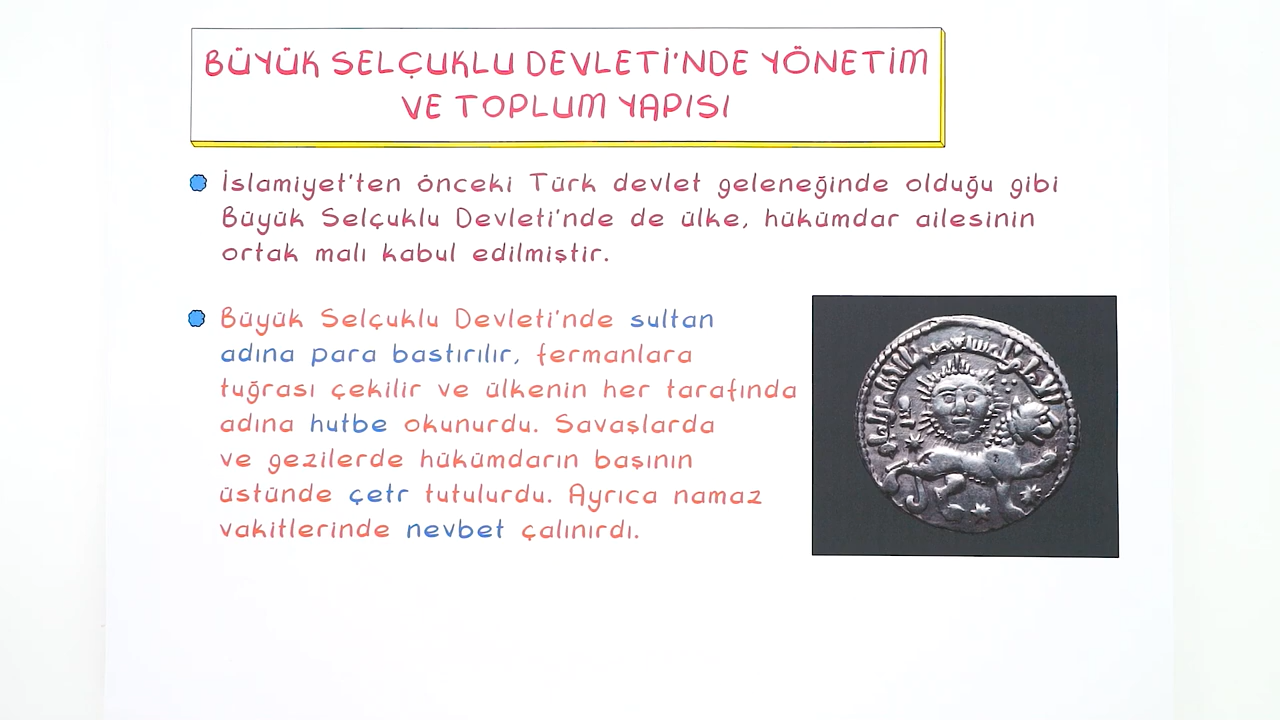 BÜYÜK SELÇUKLU DEVLETİ'NDE YÖNETİM
VE TOPLUM YAPISI
İslamiyet'ten önceki Türk devlet geleneğinde olduğu gibi
Büyük Selçuklu Devleti'nde de ülke, hükümdar ailesinin
ortak malı kabul edilmiştir.
Büyük Selçuklu Devleti'nde sultan
adına para bastırılır, fermanlara
tuğrası çekilir ve ülkenin her tarafında
adına hutbe okunurdu. Savaşlarda
ve gezilerde hükümdarın başının
üstünde çetr tutulurdu. Ayrıca namaz
vakitlerinde nevbet çalınırdı.